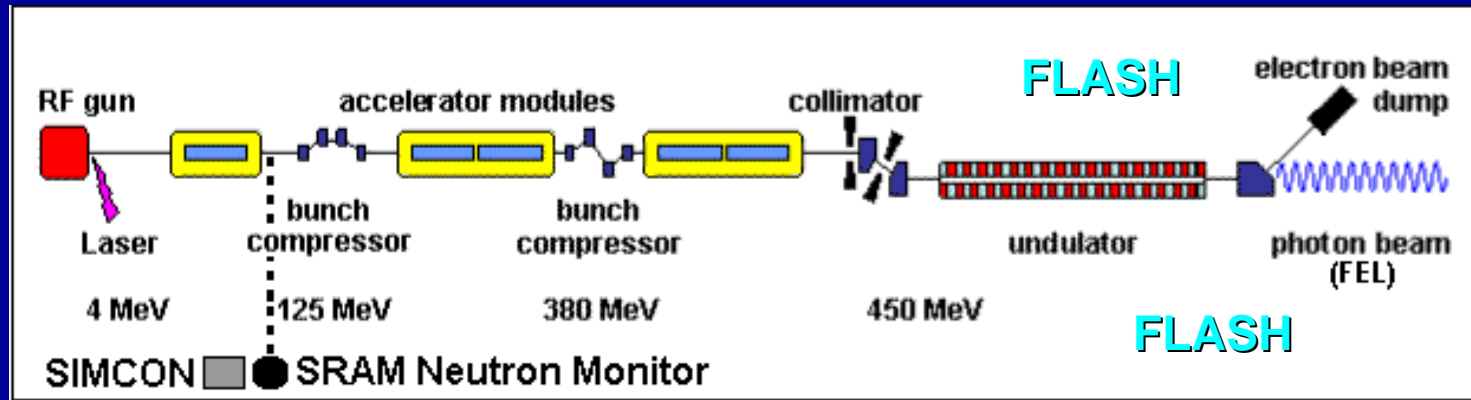 FLASH
electron beam
dump
RF gun
accelerator modules
collimator
Laser
bunch
compressor
bunch
compressor
undulator
photon beam
(FEL)
4 MeV
125 MeV
380 MeV
450 MeV
FLASH
SIMCON
SRAM Neutron Monitor